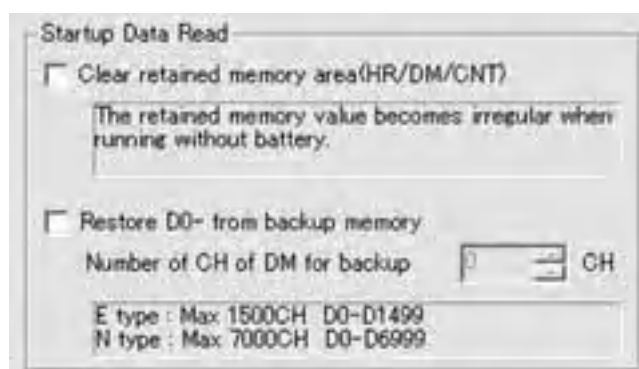 Startup Data Read
Clear retained memory area(HR/DM/CNT)
The retained memory value becomes irregular when
running without battery.
Restore D0- from backup memory
Number of CH of DM for backup 0 CH
E type : Max 1500CH D0-D1499
N type : Max 7000CH D0-D6999